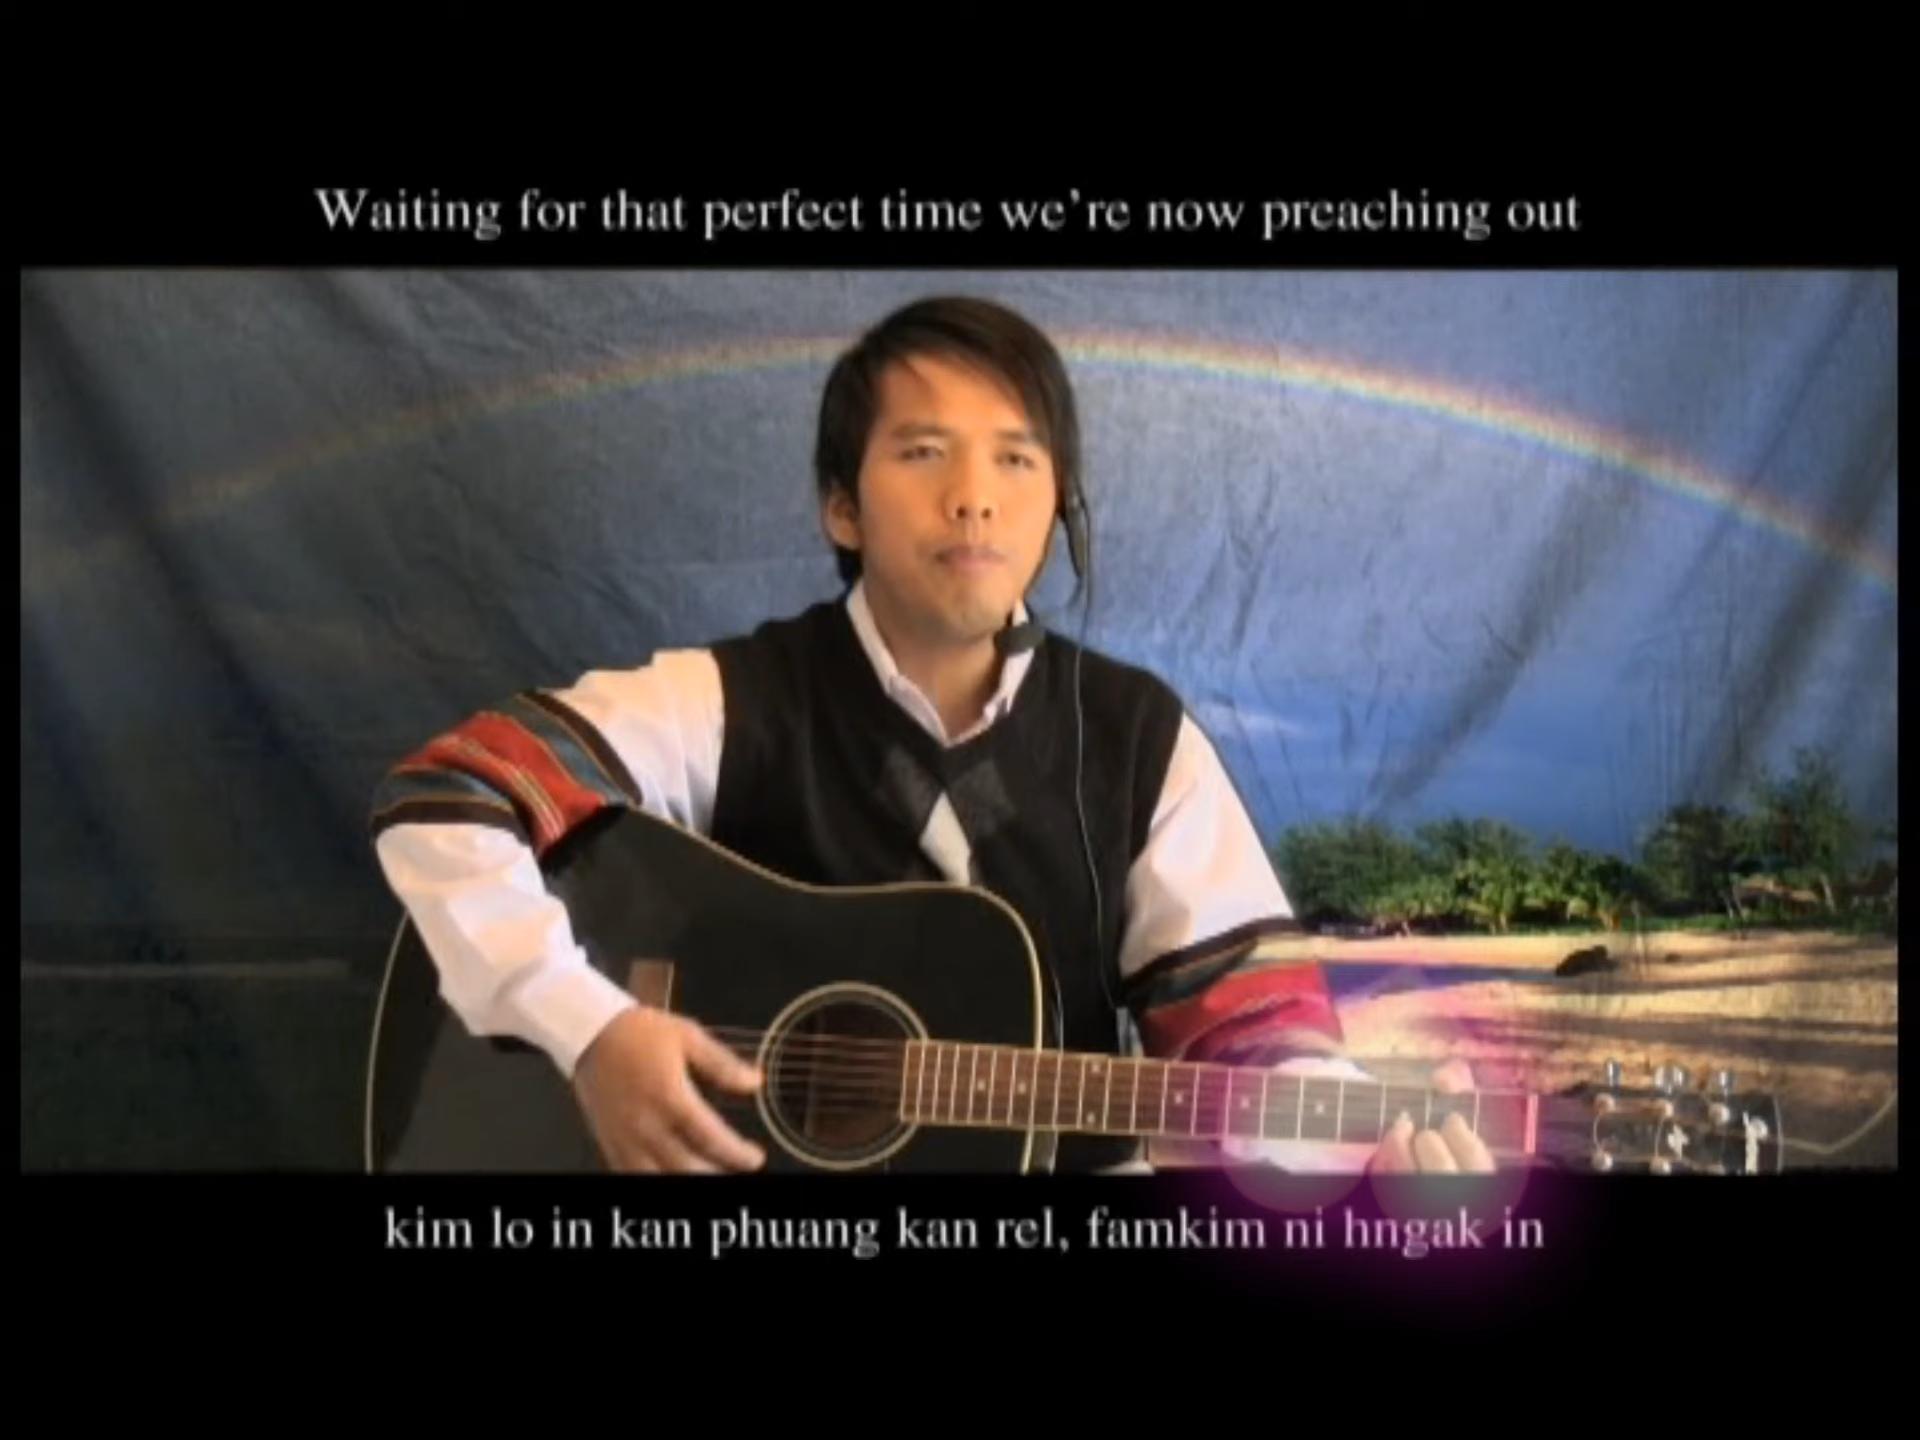 Waiting for that perfect time we're now preaching out
kim lo in kan phuang kan rel, famkim ni hngak in